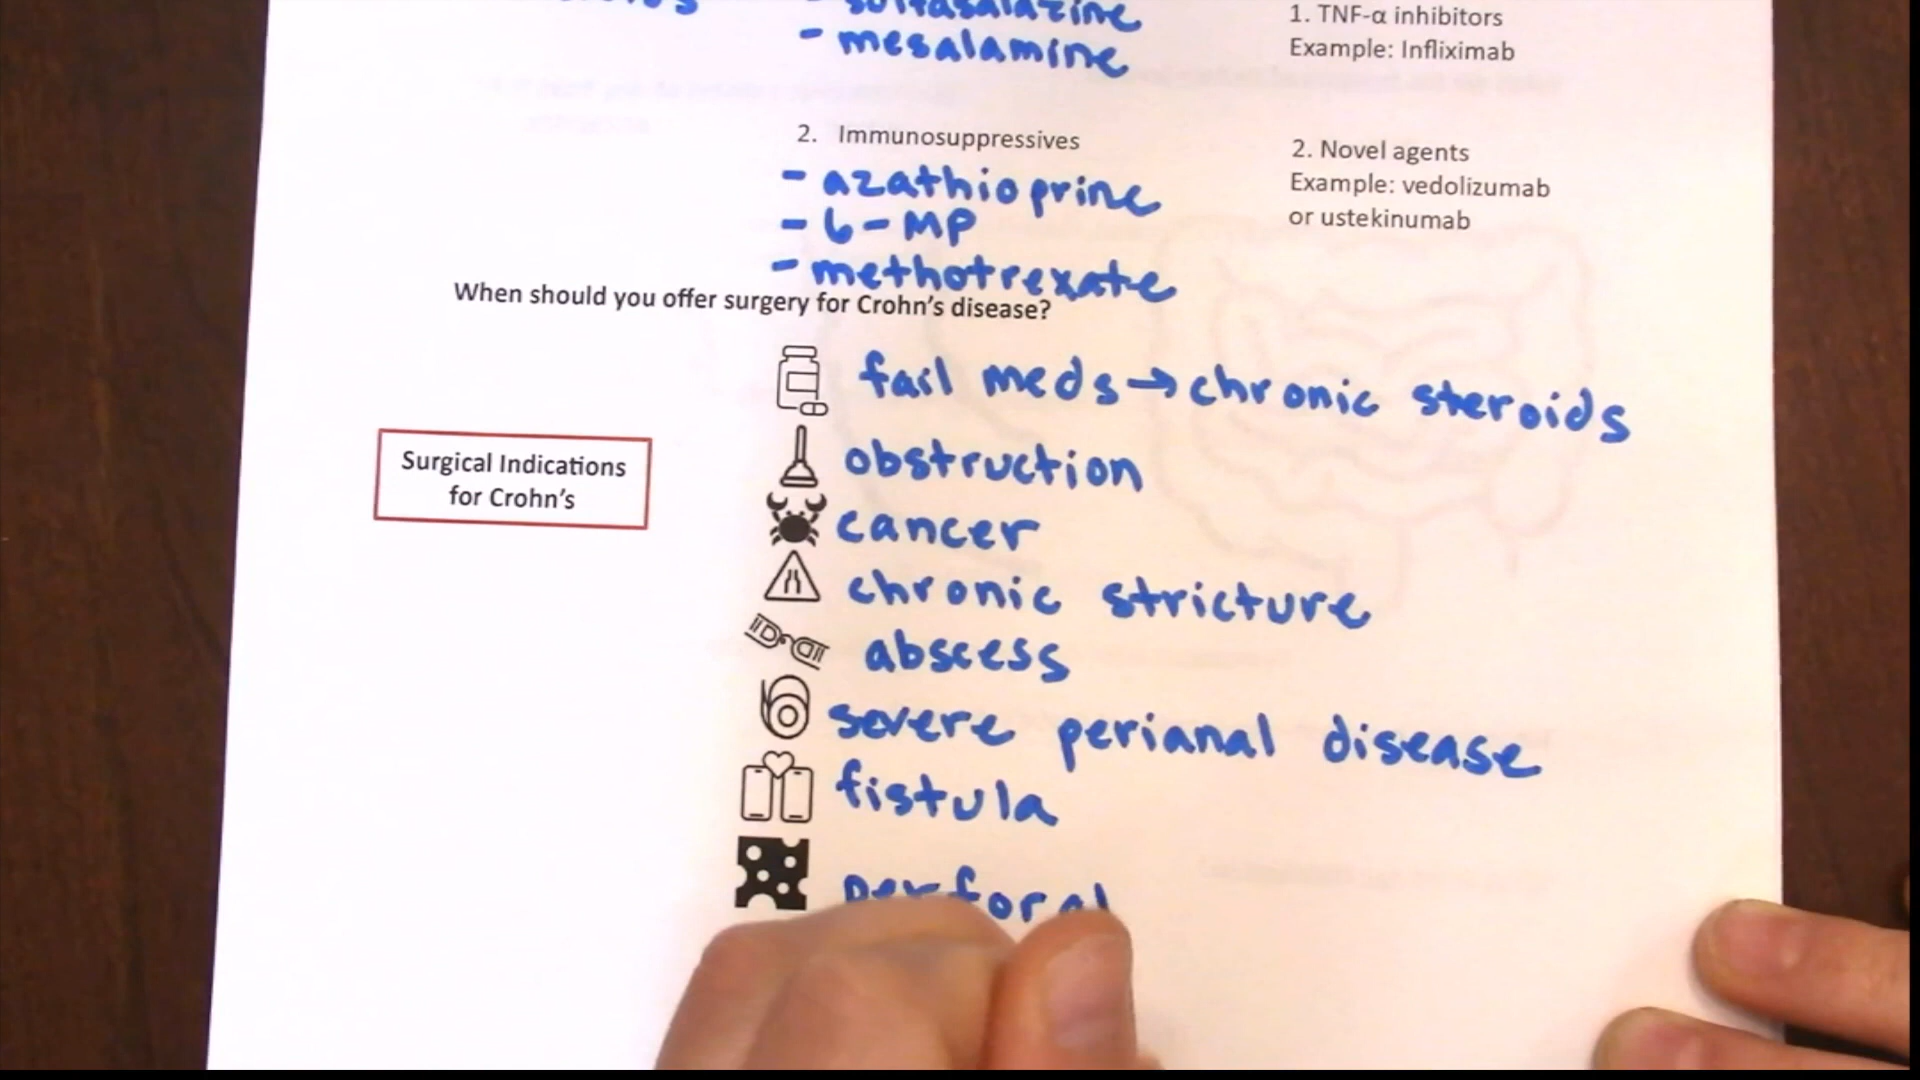 - sulfasalazine
- mesalamine
1. TNF-α inhibitors
Example: Infliximab
2. Immunosuppressives
- azathioprine
- 6-MP
- methotrexate
2. Novel agents
Example: vedolizumab
or ustekinumab
When should you offer surgery for Crohn's disease?
Surgical Indications
for Crohn's
fail meds → chronic steroids
obstruction
cancer
chronic stricture
abscess
severe perianal disease
fistula